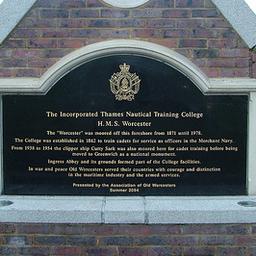 The Incorporated Thames Nautical Training College
H.M.S. Worcester
The "Worcester" was moored off this foreshore from 1871 until 1978.
The College was established in 1862 to train cadets for service as officers in the Merchant Navy.
From 1938 to 1954 the clipper ship Cutty Sark was also moored here for cadet training before being
moved to Greenwich as a national monument.
Ingress Abbey and its grounds formed part of the College facilities.
In war and peace Old Worcesters served their countries with courage and distinction
in the maritime industry and the armed services.
Presented by the Association of Old Worcesters
Summer 2004